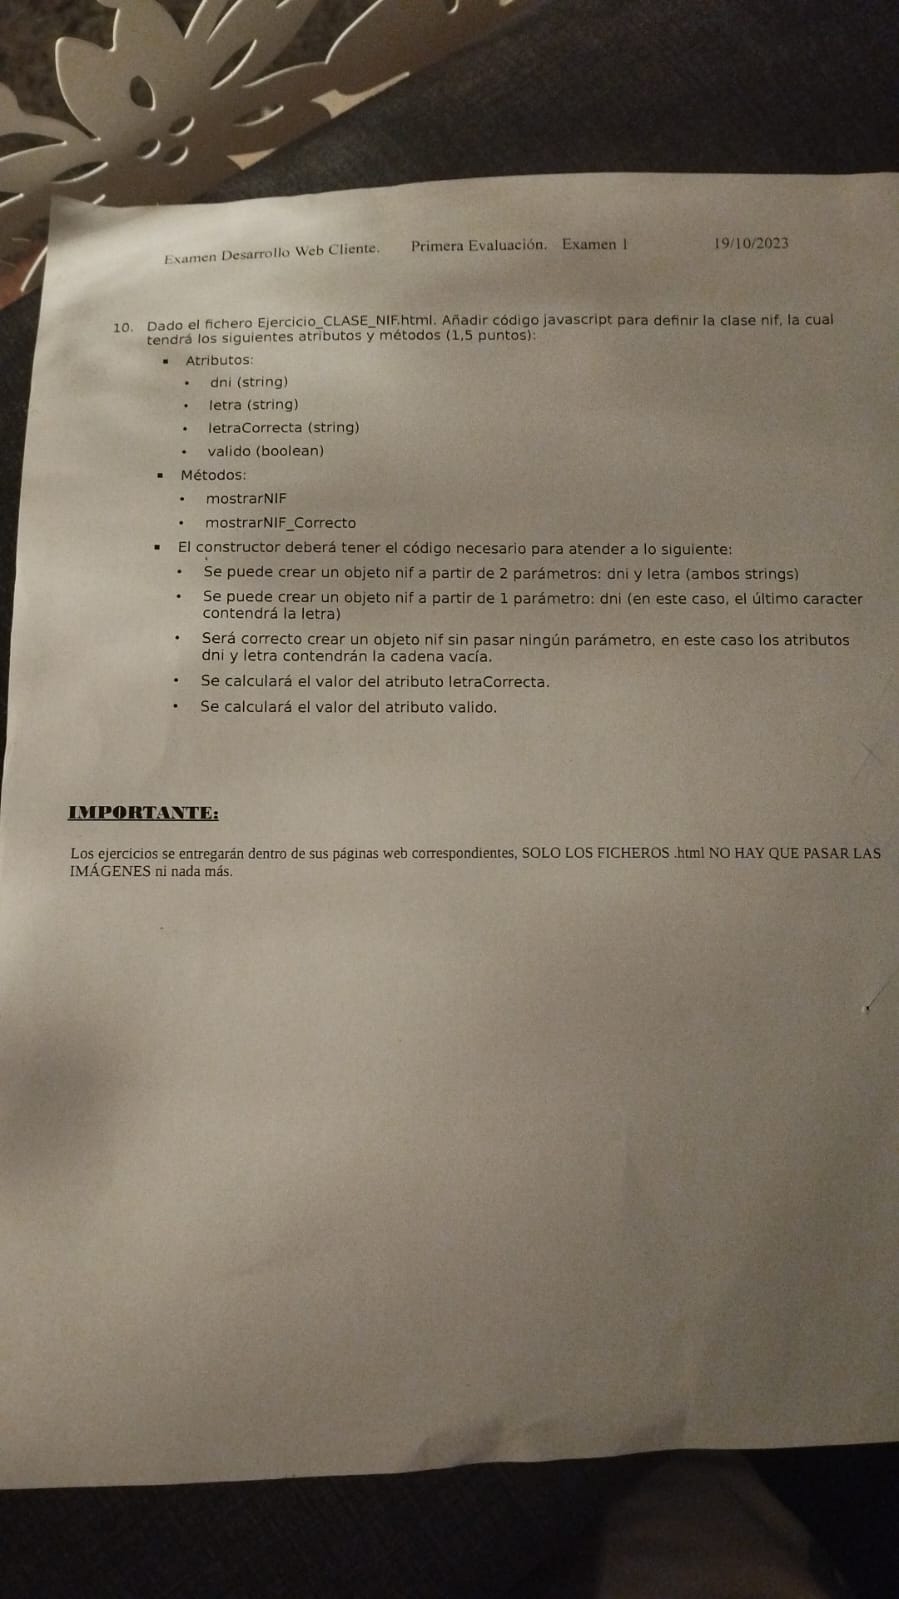 Examen Desarrollo Web Cliente. Primera Evaluación. Examen 1 19/10/2023
10. Dado el fichero Ejercicio_CLASE_NIF.html. Añadir código javascript para definir la clase nif, la cual
tendrá los siguientes atributos y métodos (1,5 puntos):
▪ Atributos:
• dni (string)
• letra (string)
• letraCorrecta (string)
• valido (boolean)
▪ Métodos:
• mostrarNIF
• mostrarNIF_Correcto
▪ El constructor deberá tener el código necesario para atender a lo siguiente:
• Se puede crear un objeto nif a partir de 2 parámetros: dni y letra (ambos strings)
• Se puede crear un objeto nif a partir de 1 parámetro: dni (en este caso, el último caracter
contendrá la letra)
• Será correcto crear un objeto nif sin pasar ningún parámetro, en este caso los atributos
dni y letra contendrán la cadena vacía.
• Se calculará el valor del atributo letraCorrecta.
• Se calculará el valor del atributo valido.
IMPORTANTE:
Los ejercicios se entregarán dentro de sus páginas web correspondientes, SOLO LOS FICHEROS .html NO HAY QUE PASAR LAS
IMÁGENES ni nada más.